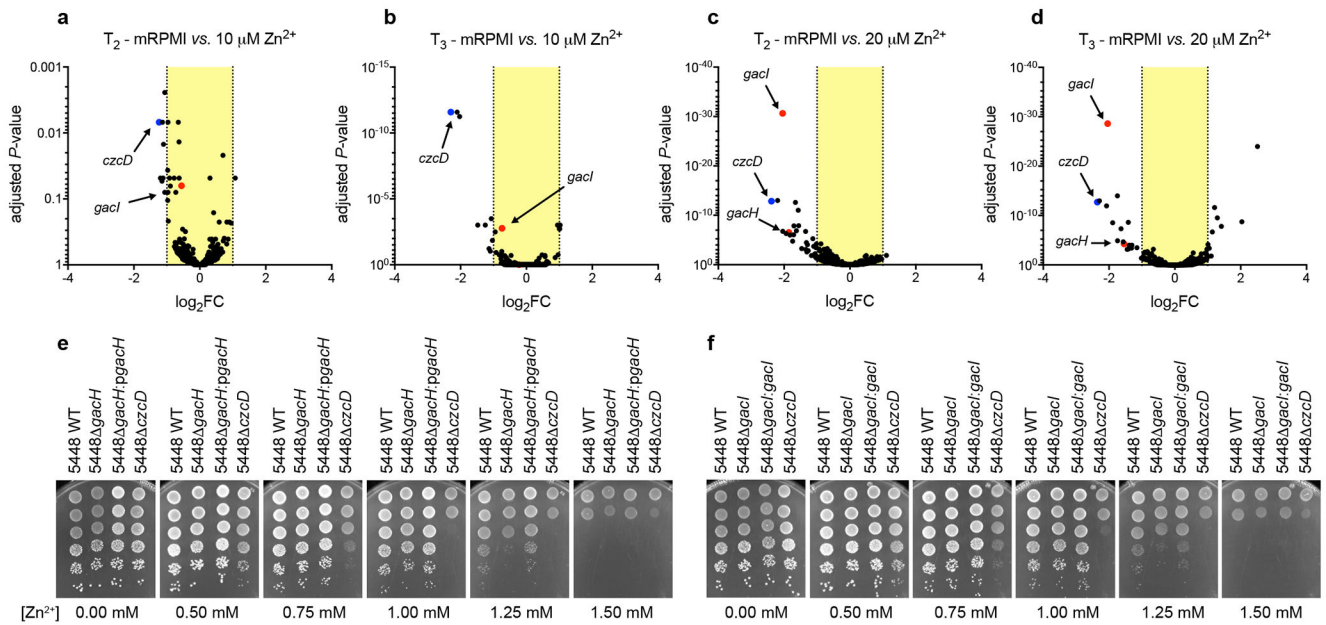 a
T2 - mRPMI vs. 10 µM Zn2+
adjusted P-value
0.001
0.01
0.1
1
czcD
gacI
-4 -2 0 2 4
log2FC
b
T3 - mRPMI vs. 10 µM Zn2+
adjusted P-value
10-15
10-10
10-5
100
czcD
gacI
-4 -2 0 2 4
log2FC
c
T2 - mRPMI vs. 20 µM Zn2+
adjusted P-value
10-40
10-30
10-20
10-10
100
gacI
czcD
gacH
-4 -2 0 2 4
log2FC
d
T3 - mRPMI vs. 20 µM Zn2+
adjusted P-value
10-40
10-30
10-20
10-10
100
gacI
czcD
gacH
-4 -2 0 2 4
log2FC
e
5448 WT
5448ΔgacH
5448ΔgacH:pgacH
5448ΔczcD
5448 WT
5448ΔgacH
5448ΔgacH:pgacH
5448ΔczcD
5448 WT
5448ΔgacH
5448ΔgacH:pgacH
5448ΔczcD
5448 WT
5448ΔgacH
5448ΔgacH:pgacH
5448ΔczcD
5448 WT
5448ΔgacH
5448ΔgacH:pgacH
5448ΔczcD
5448 WT
5448ΔgacH
5448ΔgacH:pgacH
5448ΔczcD
[Zn2+] 0.00 mM 0.50 mM 0.75 mM 1.00 mM 1.25 mM 1.50 mM
f
5448 WT
5448ΔgacI
5448ΔgacI:gacI
5448ΔczcD
5448 WT
5448ΔgacI
5448ΔgacI:gacI
5448ΔczcD
5448 WT
5448ΔgacI
5448ΔgacI:gacI
5448ΔczcD
5448 WT
5448ΔgacI
5448ΔgacI:gacI
5448ΔczcD
5448 WT
5448ΔgacI
5448ΔgacI:gacI
5448ΔczcD
5448 WT
5448ΔgacI
5448ΔgacI:gacI
5448ΔczcD
0.00 mM 0.50 mM 0.75 mM 1.00 mM 1.25 mM 1.50 mM